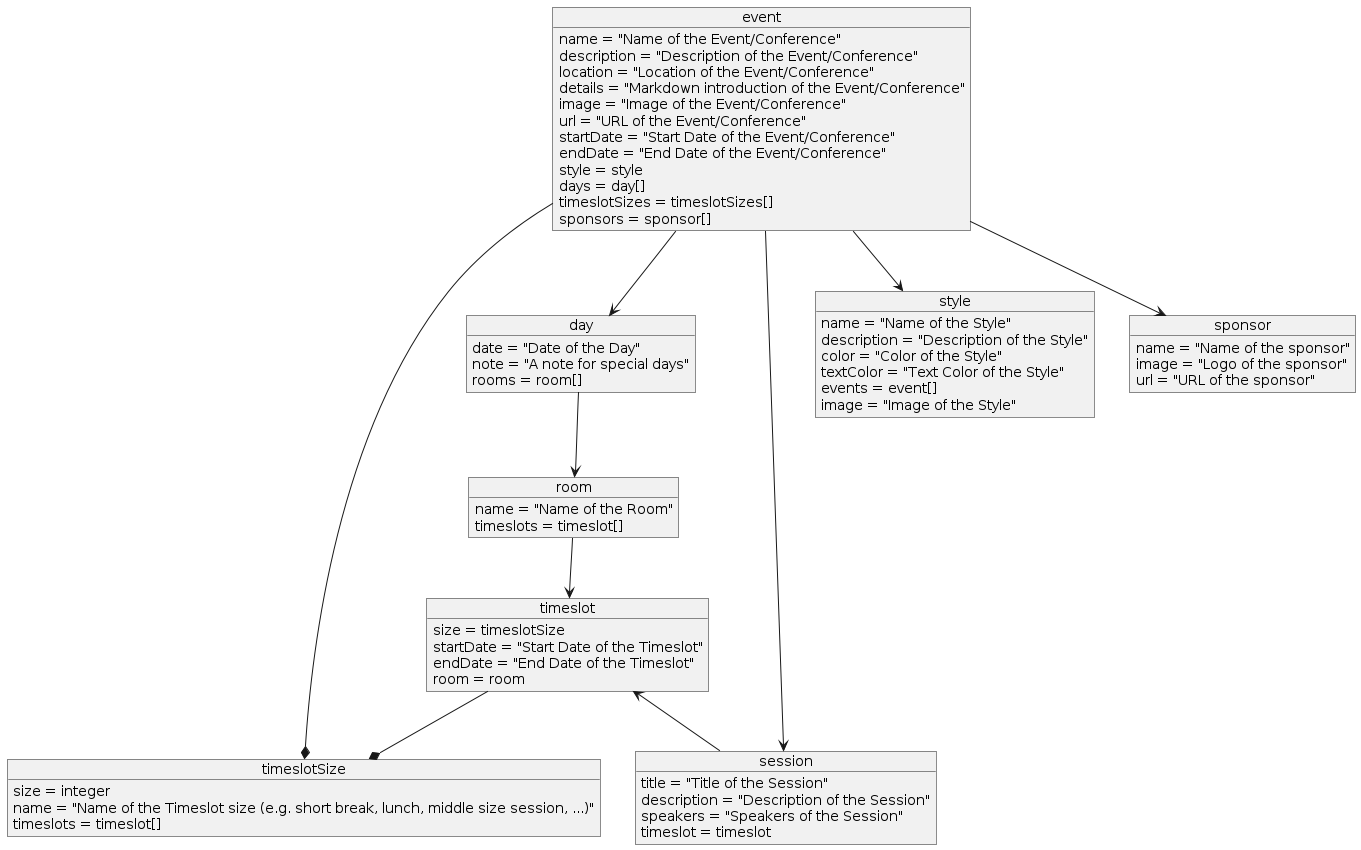 event
name = "Name of the Event/Conference"
description = "Description of the Event/Conference"
location = "Location of the Event/Conference"
details = "Markdown introduction of the Event/Conference"
image = "Image of the Event/Conference"
url = "URL of the Event/Conference"
startDate = "Start Date of the Event/Conference"
endDate = "End Date of the Event/Conference"
style = style
days = day[]
timeslotSizes = timeslotSizes[]
sponsors = sponsor[]
day
date = "Date of the Day"
note = "A note for special days"
rooms = room[]
style
name = "Name of the Style"
description = "Description of the Style"
color = "Color of the Style"
textColor = "Text Color of the Style"
events = event[]
image = "Image of the Style"
sponsor
name = "Name of the sponsor"
image = "Logo of the sponsor"
url = "URL of the sponsor"
room
name = "Name of the Room"
timeslots = timeslot[]
timeslot
size = timeslotSize
startDate = "Start Date of the Timeslot"
endDate = "End Date of the Timeslot"
room = room
timeslotSize
size = integer
name = "Name of the Timeslot size (e.g. short break, lunch, middle size session, ...)"
timeslots = timeslot[]
session
title = "Title of the Session"
description = "Description of the Session"
speakers = "Speakers of the Session"
timeslot = timeslot